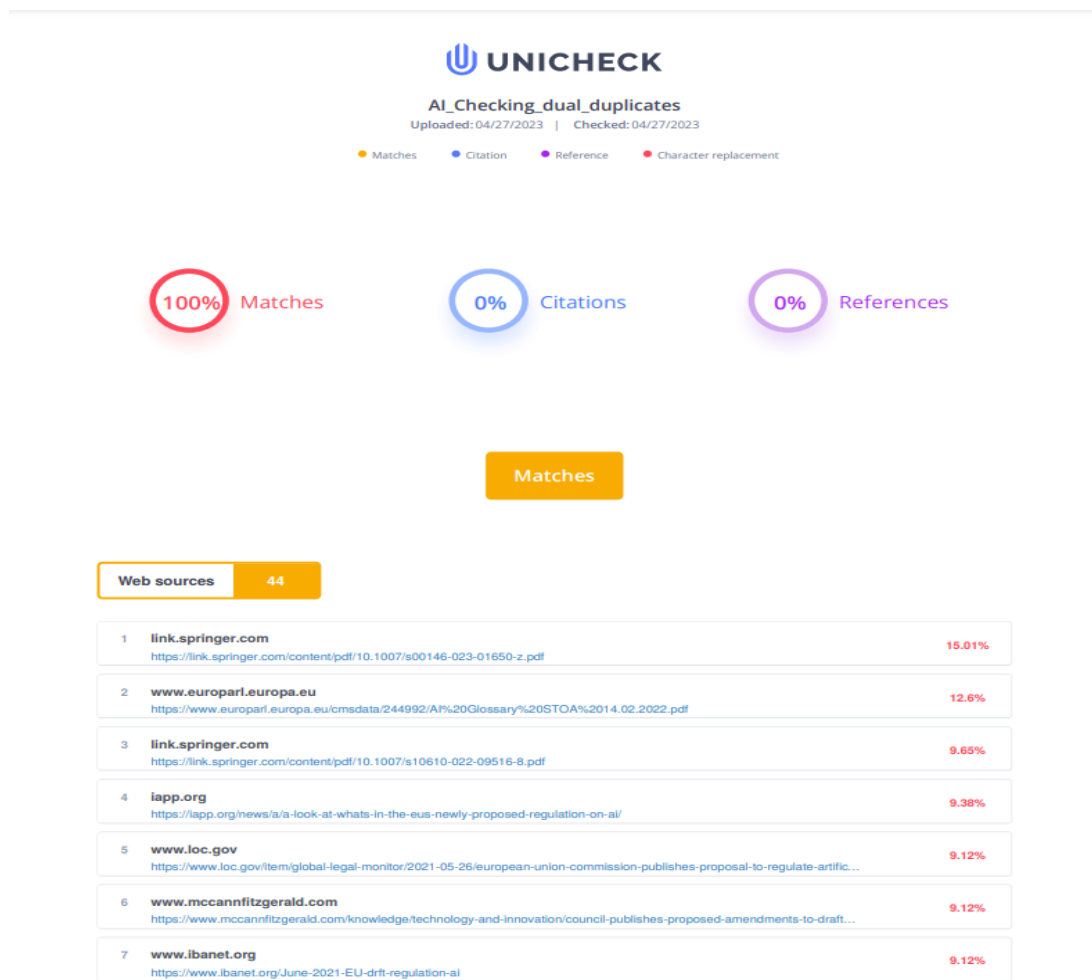 UNICHECK
AI_Checking_dual_duplicates
Uploaded: 04/27/2023 | Checked: 04/27/2023
Matches Citation Reference Character replacement
100% Matches 0% Citations 0% References
Matches
Web sources 44
1 link.springer.com
https://link.springer.com/content/pdf/10.1007/s00146-023-01650-z.pdf
15.01%
2 www.europarl.europa.eu
https://www.europarl.europa.eu/cmsdata/244992/AI%20Glossary%20STOA%2014.02.2022.pdf
12.6%
3 link.springer.com
https://link.springer.com/content/pdf/10.1007/s10610-022-09516-8.pdf
9.65%
4 iapp.org
https://iapp.org/news/a/a-look-at-whats-in-the-eus-newly-proposed-regulation-on-ai/
9.38%
5 www.loc.gov
https://www.loc.gov/item/global-legal-monitor/2021-05-26/european-union-commission-publishes-proposal-to-regulate-artific...
9.12%
6 www.mccannfitzgerald.com
https://www.mccannfitzgerald.com/knowledge/technology-and-innovation/council-publishes-proposed-amendments-to-draft...
9.12%
7 www.ibanet.org
https://www.ibanet.org/June-2021-EU-drft-regulation-ai
9.12%